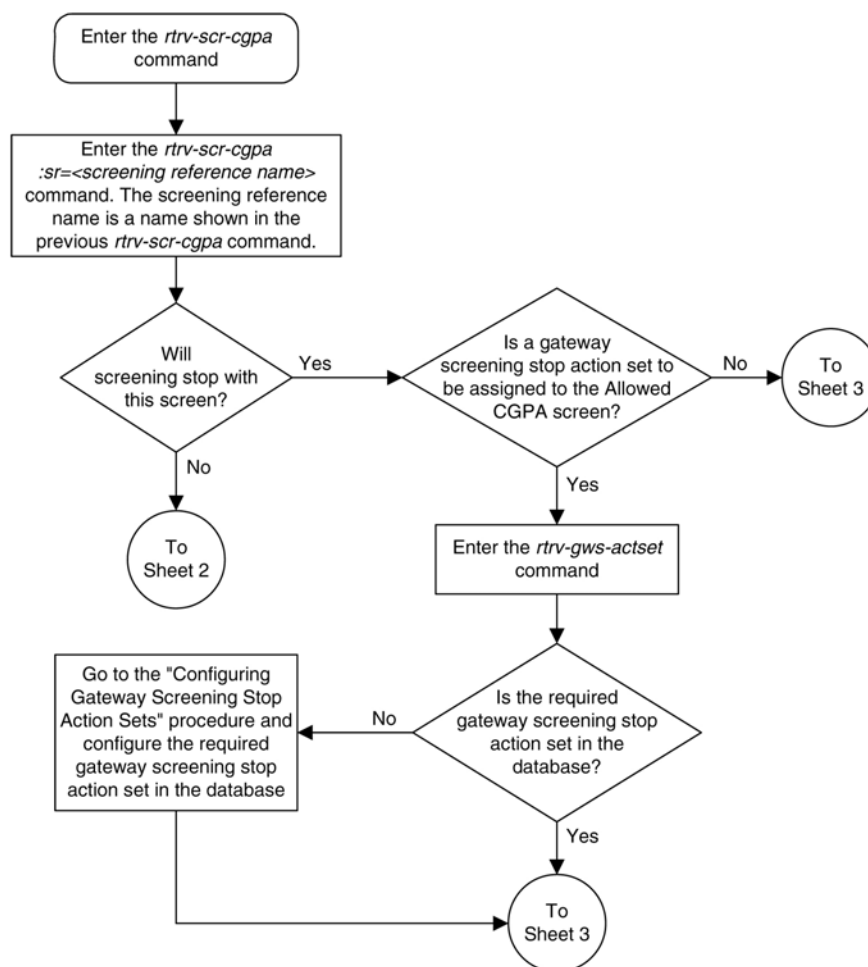 Enter the rtrv-scr-cgpa
command
Enter the rtrv-scr-cgpa
:sr=<screening reference name>
command. The screening reference
name is a name shown in the
previous rtrv-scr-cgpa command.
Will
screening stop with
this screen?
Yes
No
To
Sheet 2
Is a gateway
screening stop action set to
be assigned to the Allowed
CGPA screen?
No
To
Sheet 3
Yes
Enter the rtrv-gws-actset
command
Is the required
gateway screening stop
action set in the
database?
No
Go to the "Configuring
Gateway Screening Stop
Action Sets" procedure and
configure the required
gateway screening stop
action set in the database
Yes
To
Sheet 3